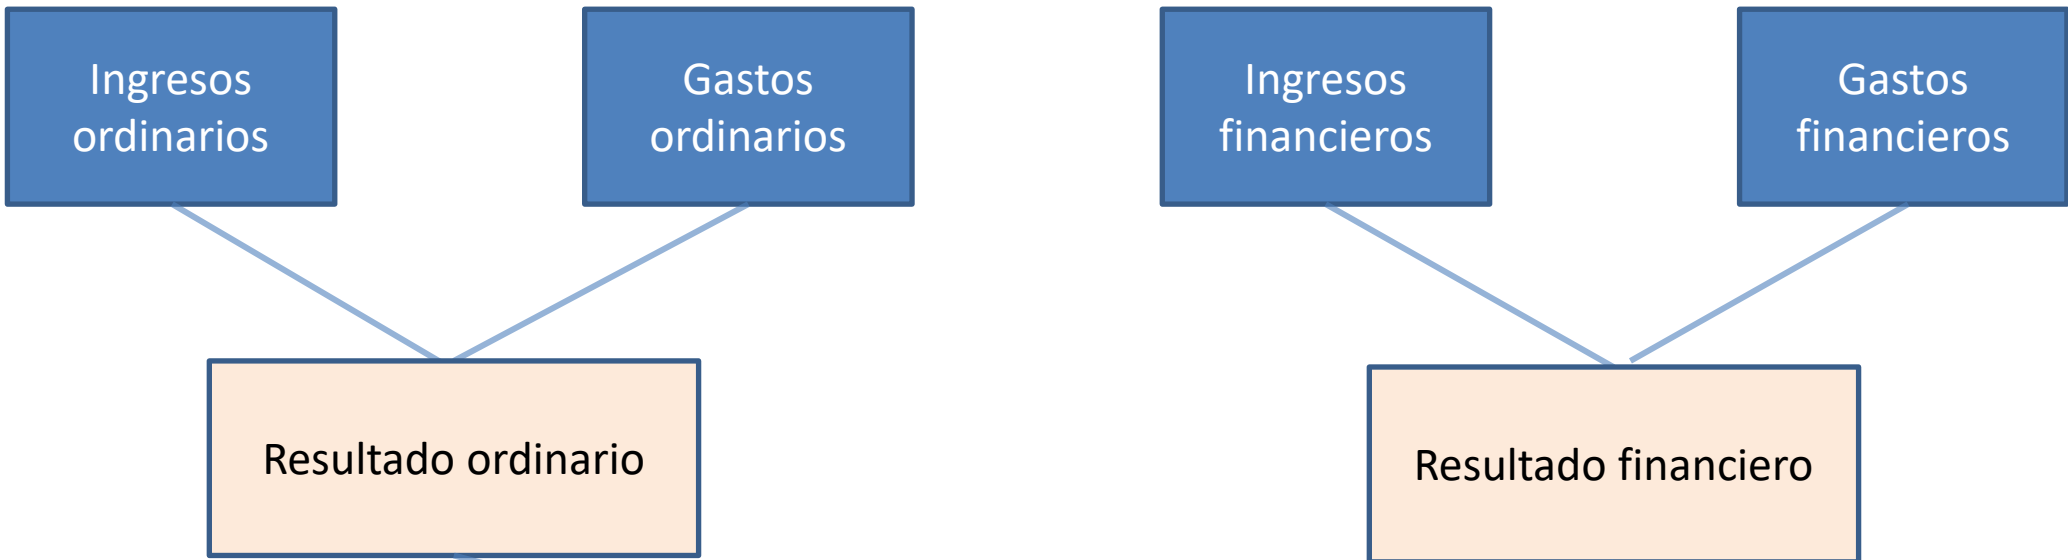 Ingresos
ordinarios
Gastos
ordinarios
Ingresos
financieros
Gastos
financieros
Resultado ordinario
Resultado financiero